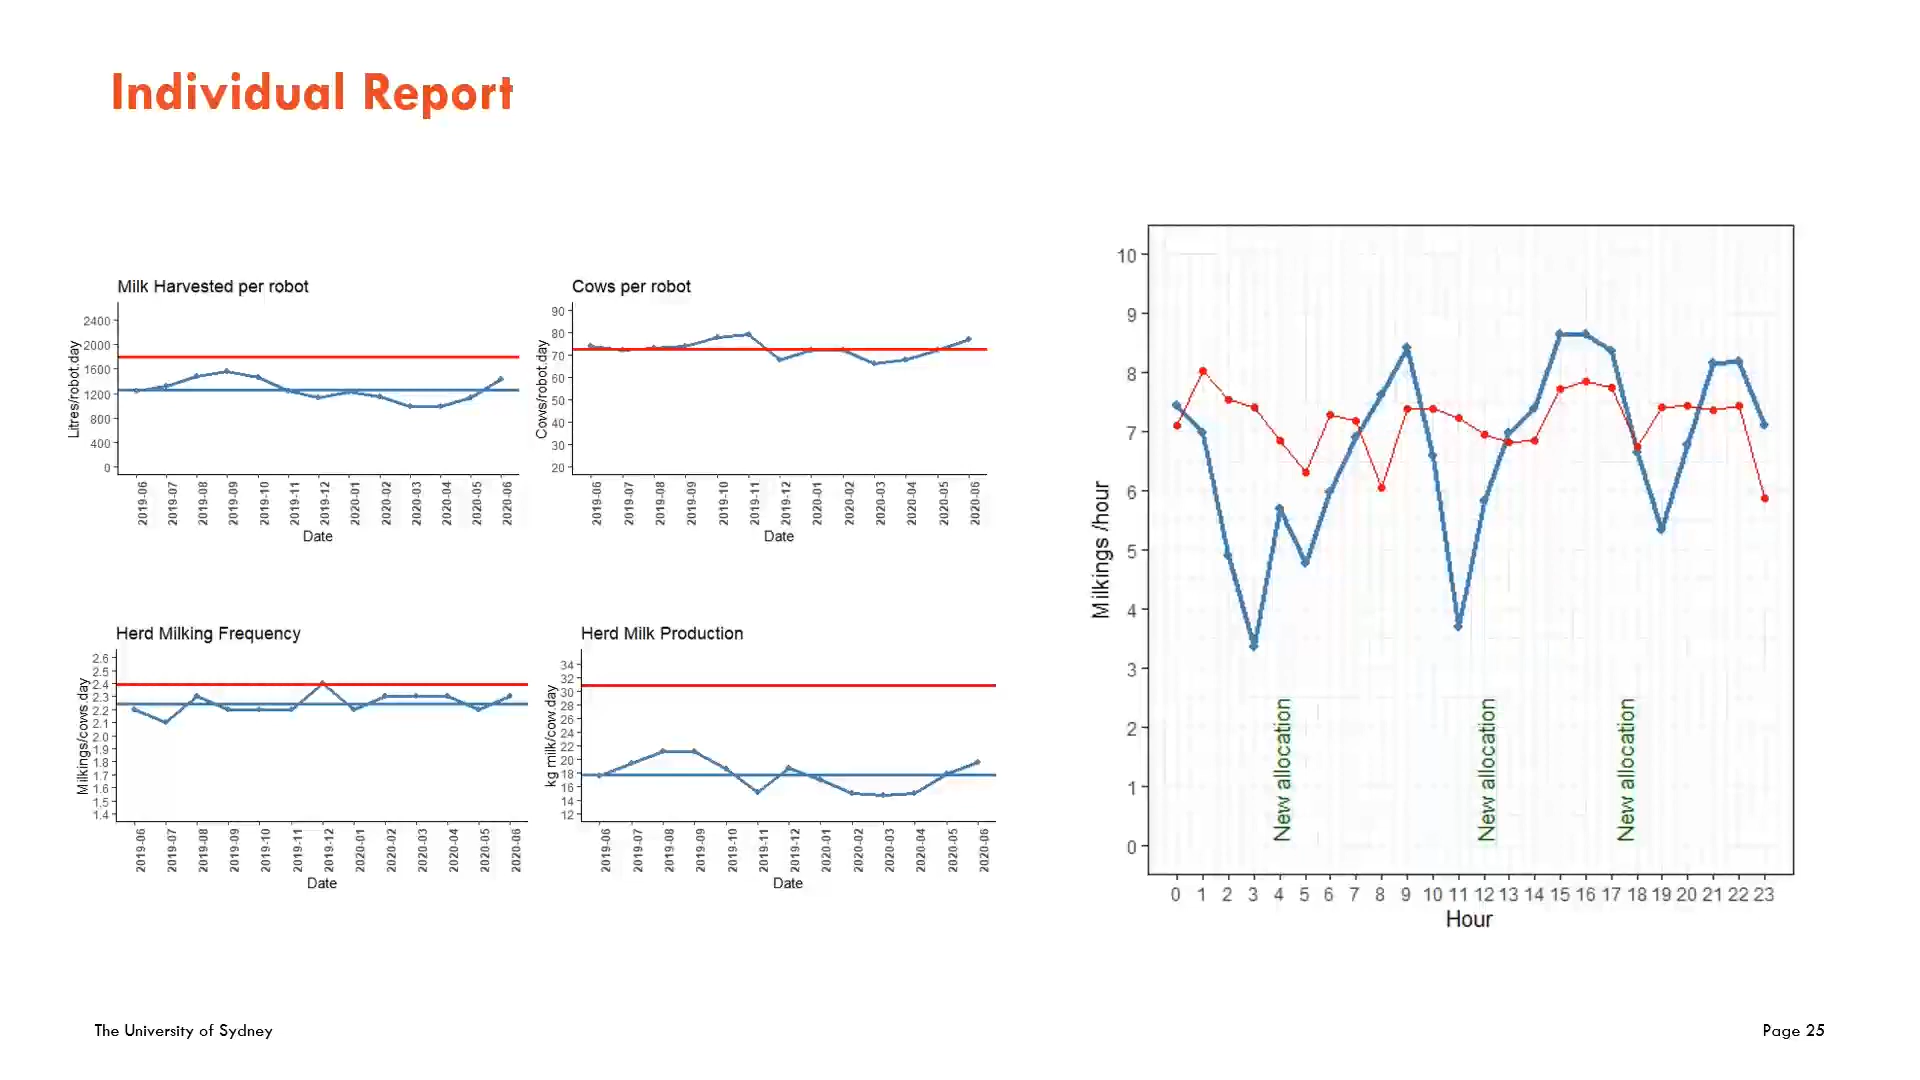 Individual Report
Milk Harvested per robot
Litres/robot.day
2400
2000
1600
1200
800
400
0
2019-06 2019-07 2019-08 2019-09 2019-10 2019-11 2019-12 2020-01 2020-02 2020-03 2020-04 2020-05 2020-06
Date
Cows per robot
Cows/robot.day
90
80
70
60
50
40
30
20
2019-06 2019-07 2019-08 2019-09 2019-10 2019-11 2019-12 2020-01 2020-02 2020-03 2020-04 2020-05 2020-06
Date
Herd Milking Frequency
Milkings/cows.day
2.6
2.5
2.4
2.3
2.2
2.1
2.0
1.9
1.8
1.7
1.6
1.5
1.4
2019-06 2019-07 2019-08 2019-09 2019-10 2019-11 2019-12 2020-01 2020-02 2020-03 2020-04 2020-05 2020-06
Date
Herd Milk Production
kg milk/cow.day
34
32
30
28
26
24
22
20
18
16
14
12
2019-06 2019-07 2019-08 2019-09 2019-10 2019-11 2019-12 2020-01 2020-02 2020-03 2020-04 2020-05 2020-06
Date
Milkings /hour
10
9
8
7
6
5
4
3
2
1
0
New allocation
New allocation
New allocation
0 1 2 3 4 5 6 7 8 9 10 11 12 13 14 15 16 17 18 19 20 21 22 23
Hour
The University of Sydney
Page 25